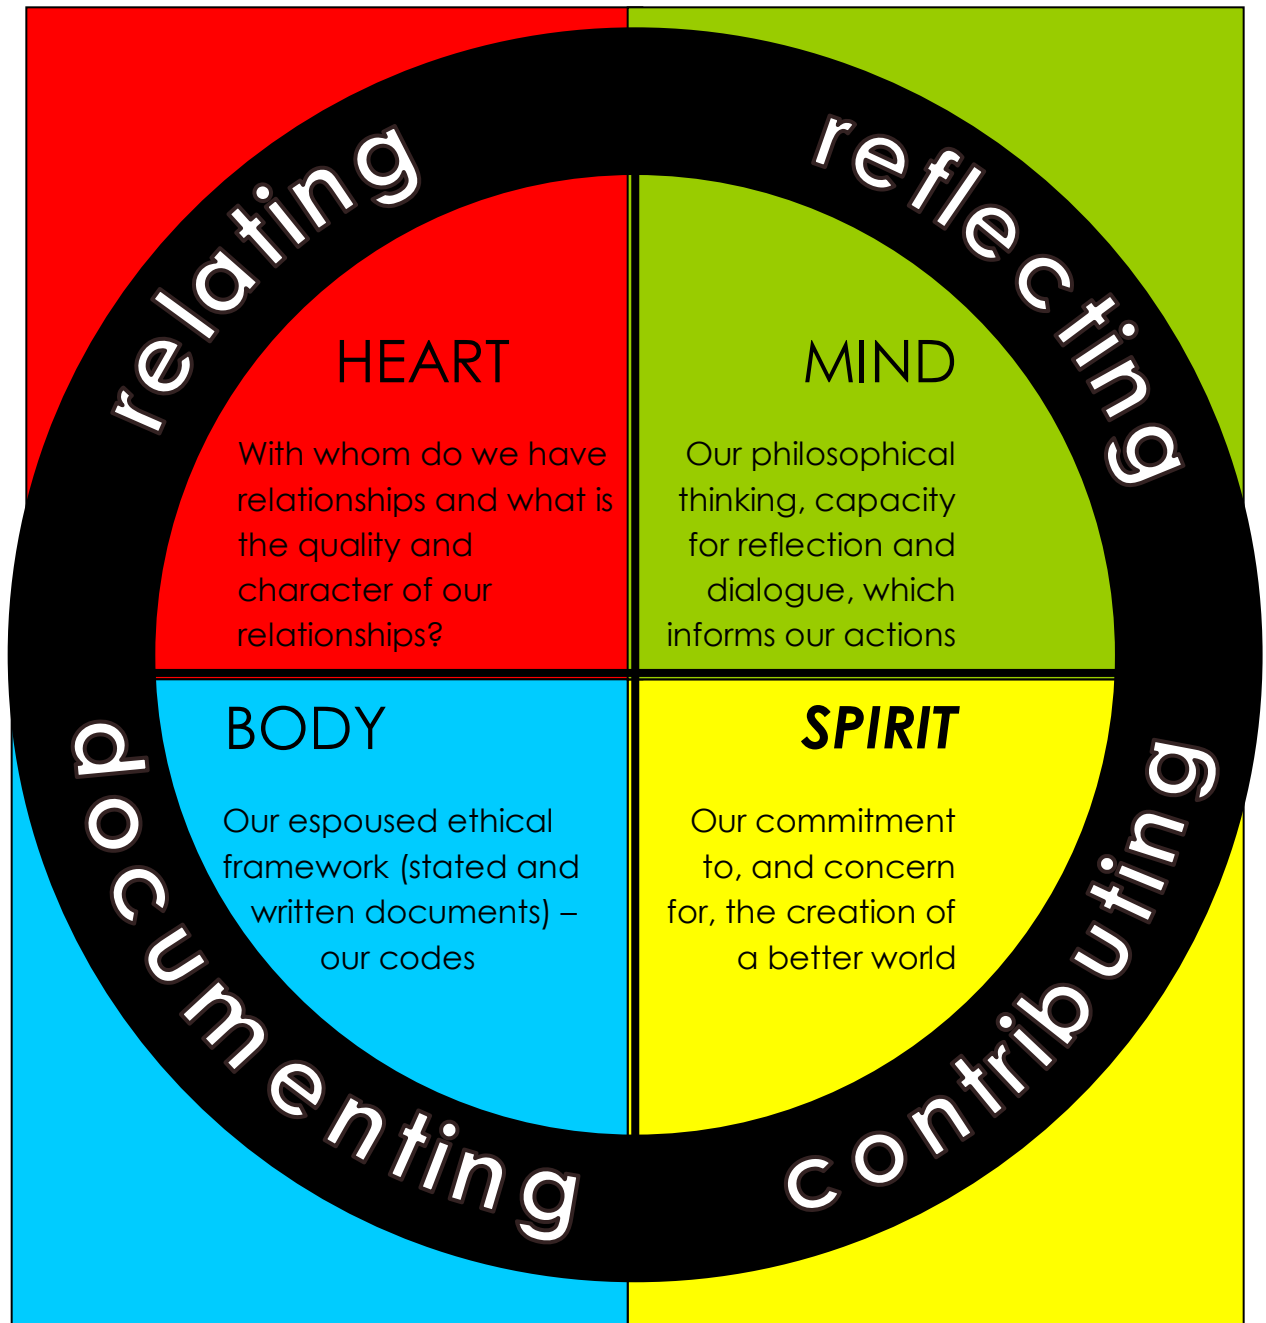 relating
reflecting
HEART
With whom do we have
relationships and what is
the quality and
character of our
relationships?
MIND
Our philosophical
thinking, capacity
for reflection and
dialogue, which
informs our actions
BODY
Our espoused ethical
framework (stated and
written documents) –
our codes
SPIRIT
Our commitment
to, and concern
for, the creation of
a better world
documenting
contributing